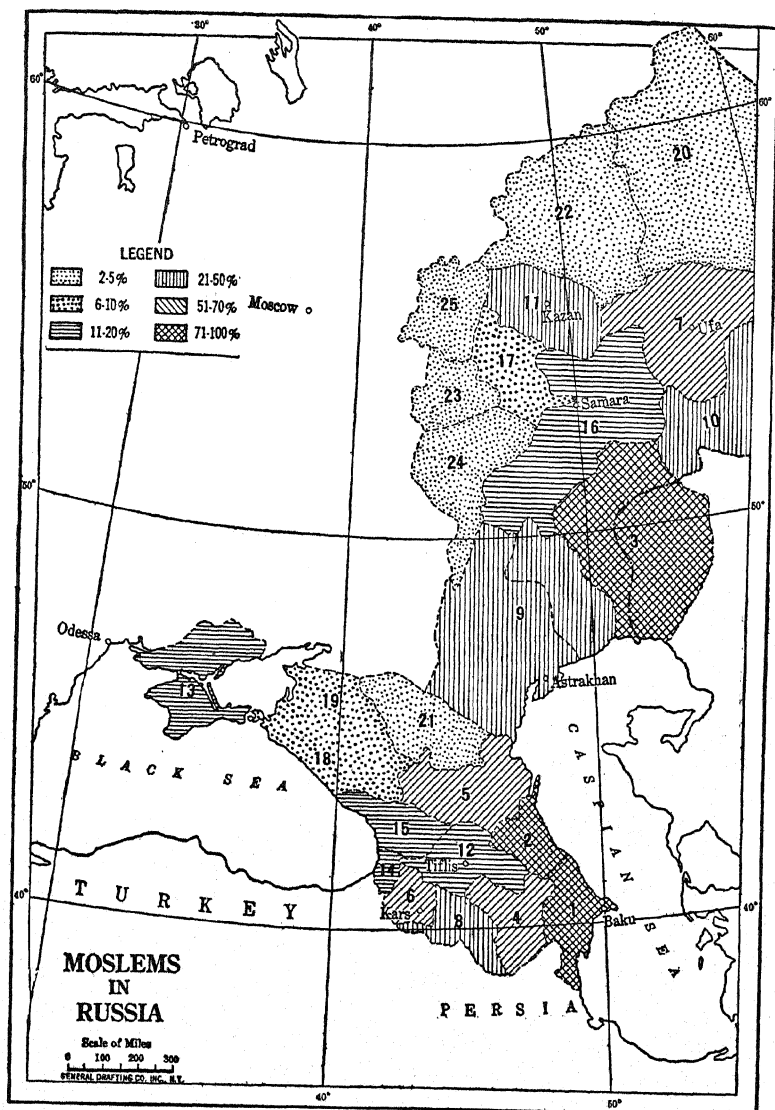 30°
40°
50°
60°
60°
60°
Petrograd
20
22
LEGEND
2-5% 21-50%
6-10% 51-70%
11-20% 71-100%
Moscow
25
11
Kazan
7
Ufa
17
23
Samara
16
10
24
50°
50°
3
9
Odessa
Astrakhan
13
19
21
18
BLACK SEA
CASPIAN SEA
5
15
2
12
Tiflis
14
6
40°
TURKEY
Kars
8
4
1
Baku
40°
MOSLEMS
IN
RUSSIA
PERSIA
Scale of Miles
0 100 200 300
GENERAL DRAFTING CO. INC., N.Y.
40°
50°